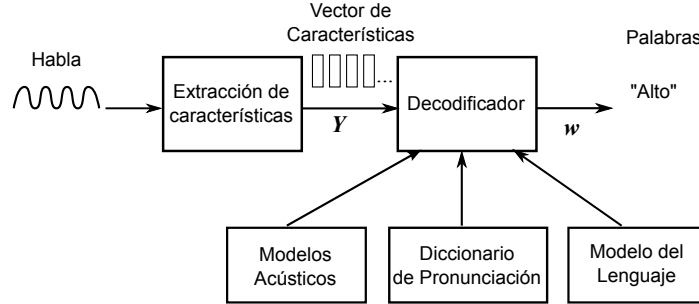 Vector de
Características
Palabras
Habla
Extracción de
características
...
Decodificador
"Alto"
Y
w
Modelos
Acústicos
Diccionario
de Pronunciación
Modelo del
Lenguaje